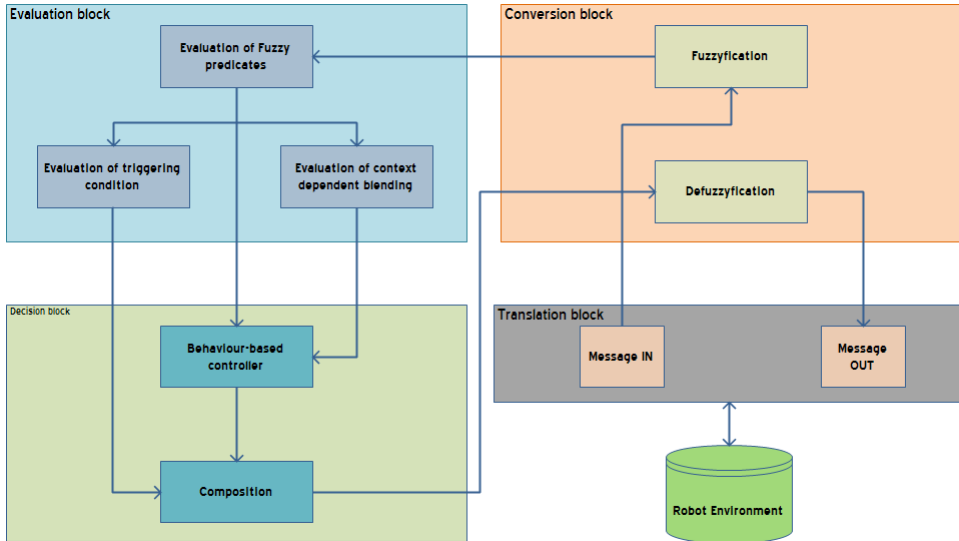 Evaluation block
Evaluation of Fuzzy
predicates
Evaluation of triggering
condition
Evaluation of context
dependent blending
Conversion block
Fuzzyfication
Defuzzyfication
Decision block
Behaviour-based
controller
Composition
Translation block
Message IN
Message
OUT
Robot Environment